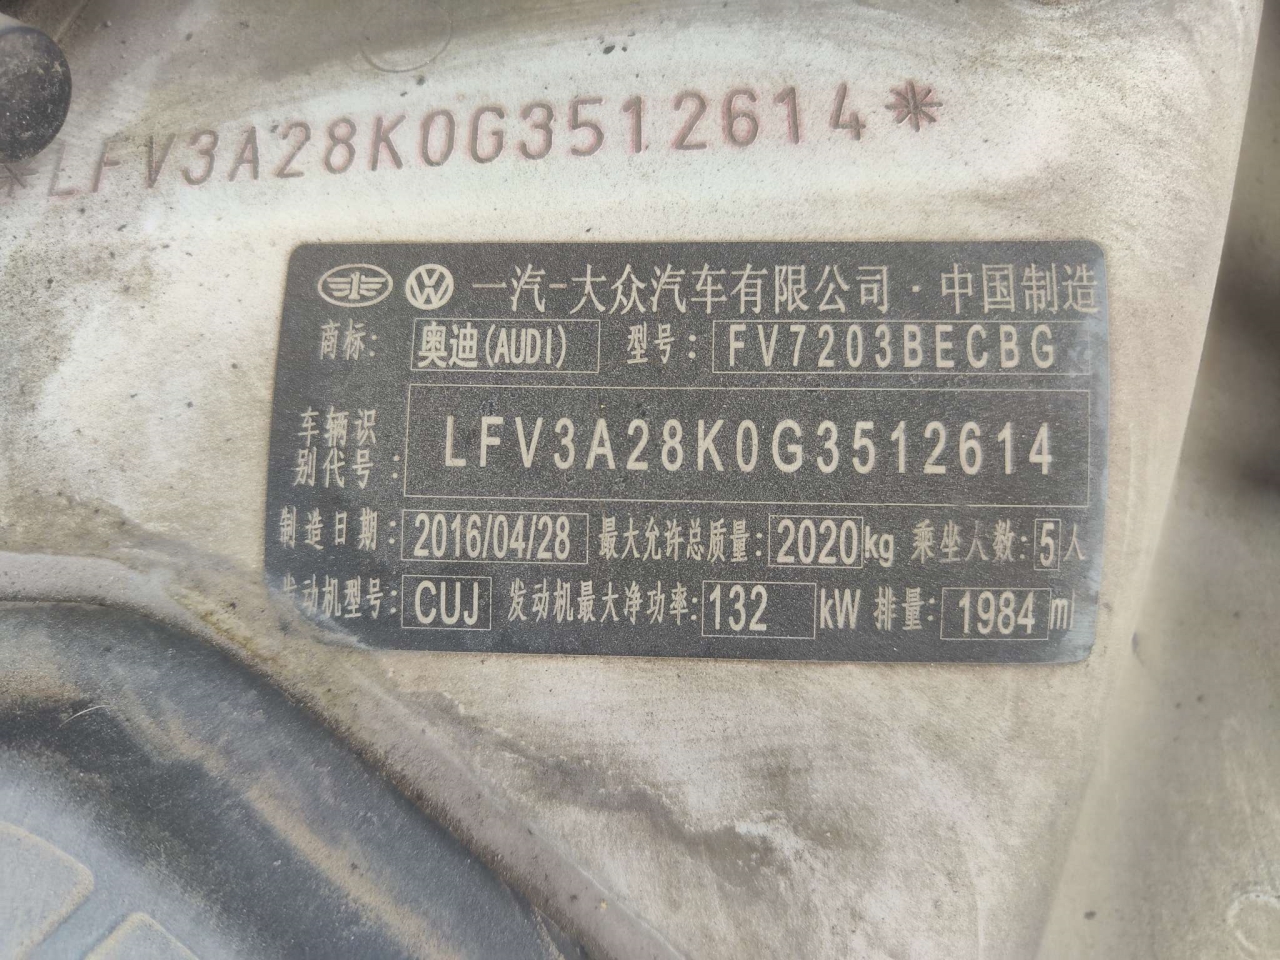 *LFV3A28K0G3512614*
一汽-大众汽车有限公司·中国制造
商标: 奥迪(AUDI) 型号: FV7203BECBG
车辆识别代号: LFV3A28K0G3512614
制造日期: 2016/04/28 最大允许总质量: 2020kg 乘坐人数: 5人
发动机型号: CUJ 发动机最大净功率: 132 kW 排量: 1984m